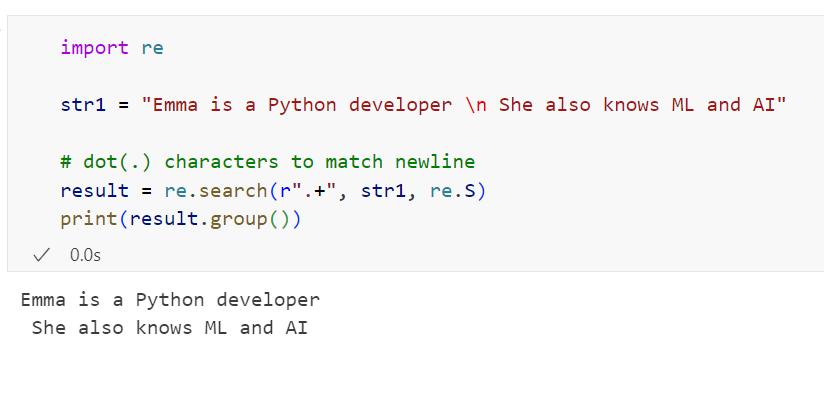 import re
str1 = "Emma is a Python developer \n She also knows ML and AI"
# dot(.) characters to match newline
result = re.search(r".+", str1, re.S)
print(result.group())
✓ 0.0s
Emma is a Python developer
She also knows ML and AI